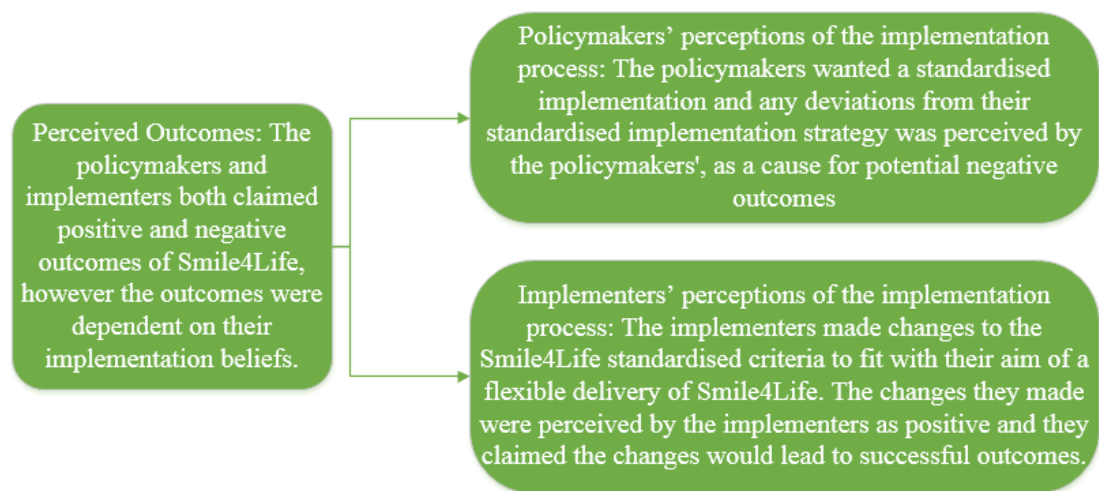 Perceived Outcomes: The
policymakers and
implementers both claimed
positive and negative
outcomes of Smile4Life,
however the outcomes were
dependent on their
implementation beliefs.
Policymakers’ perceptions of the implementation
process: The policymakers wanted a standardised
implementation and any deviations from their
standardised implementation strategy was perceived by
the policymakers', as a cause for potential negative
outcomes
Implementers’ perceptions of the implementation
process: The implementers made changes to the
Smile4Life standardised criteria to fit with their aim of a
flexible delivery of Smile4Life. The changes they made
were perceived by the implementers as positive and they
claimed the changes would lead to successful outcomes.